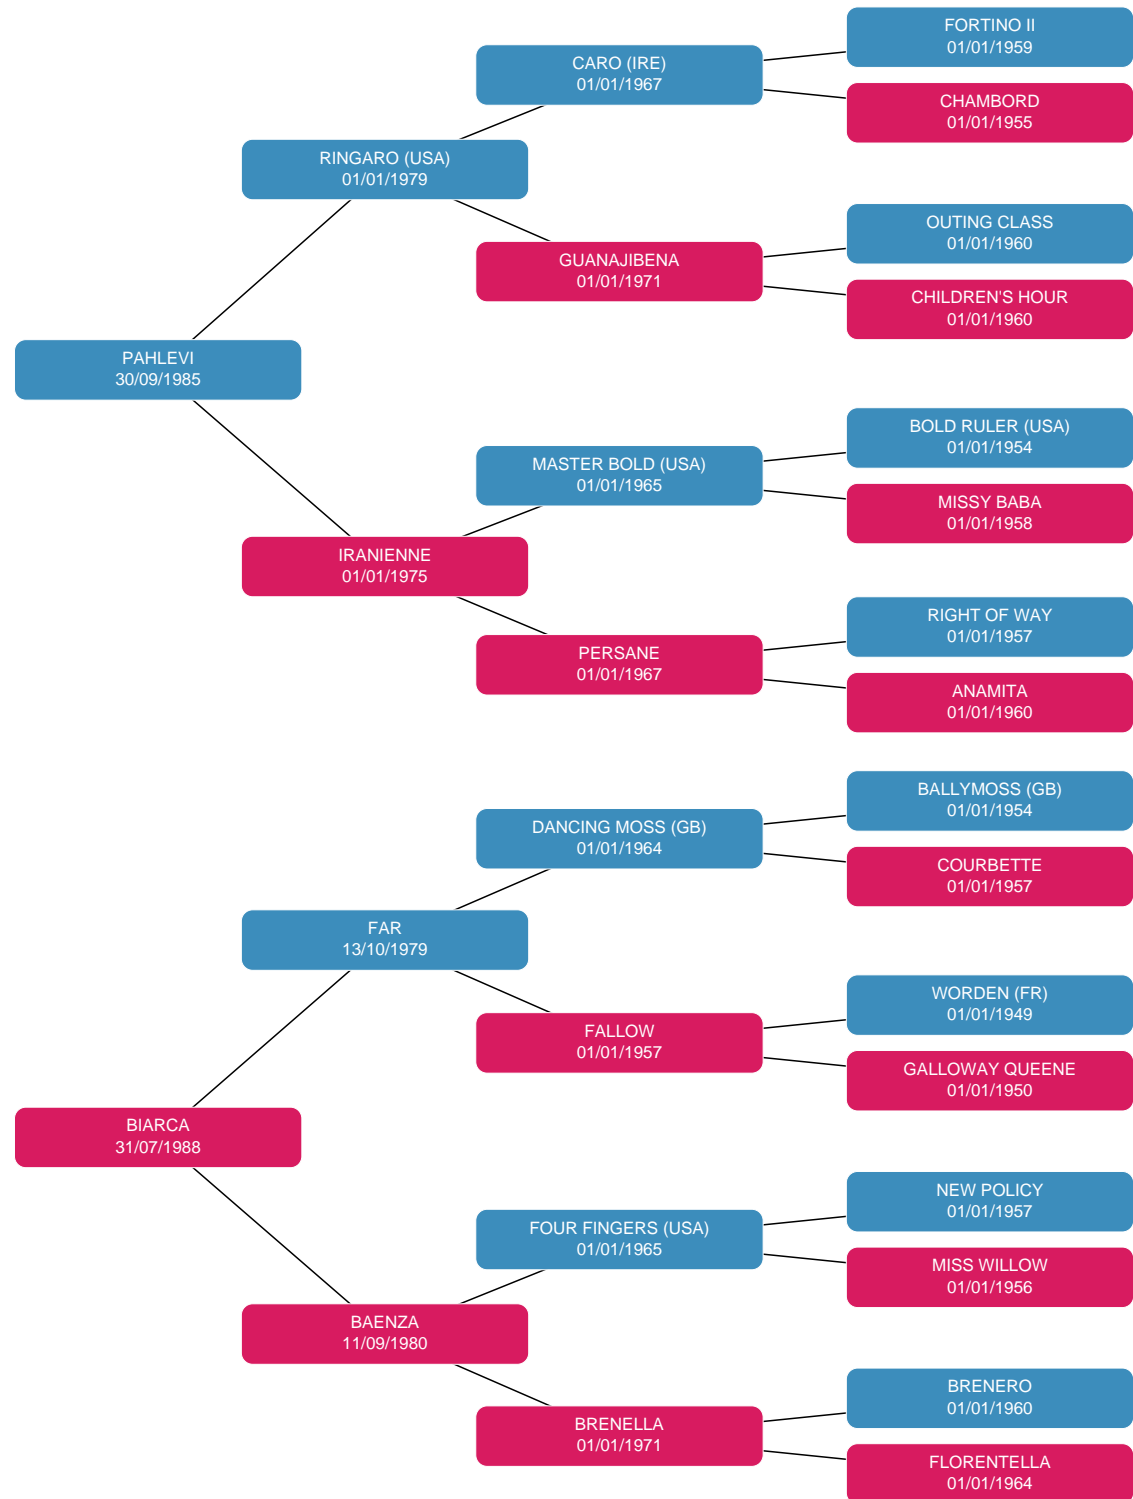 FORTINO II
01/01/1959
CARO (IRE)
01/01/1967
CHAMBORD
01/01/1955
RINGARO (USA)
01/01/1979
OUTING CLASS
01/01/1960
GUANAJIBENA
01/01/1971
CHILDREN'S HOUR
01/01/1960
PAHLEVI
30/09/1985
BOLD RULER (USA)
01/01/1954
MASTER BOLD (USA)
01/01/1965
MISSY BABA
01/01/1958
IRANIENNE
01/01/1975
RIGHT OF WAY
01/01/1957
PERSANE
01/01/1967
ANAMITA
01/01/1960
BALLYMOSS (GB)
01/01/1954
DANCING MOSS (GB)
01/01/1964
COURBETTE
01/01/1957
FAR
13/10/1979
WORDEN (FR)
01/01/1949
FALLOW
01/01/1957
GALLOWAY QUEENE
01/01/1950
BIARCA
31/07/1988
NEW POLICY
01/01/1957
FOUR FINGERS (USA)
01/01/1965
MISS WILLOW
01/01/1956
BAENZA
11/09/1980
BRENERO
01/01/1960
BRENELLA
01/01/1971
FLORENTELLA
01/01/1964